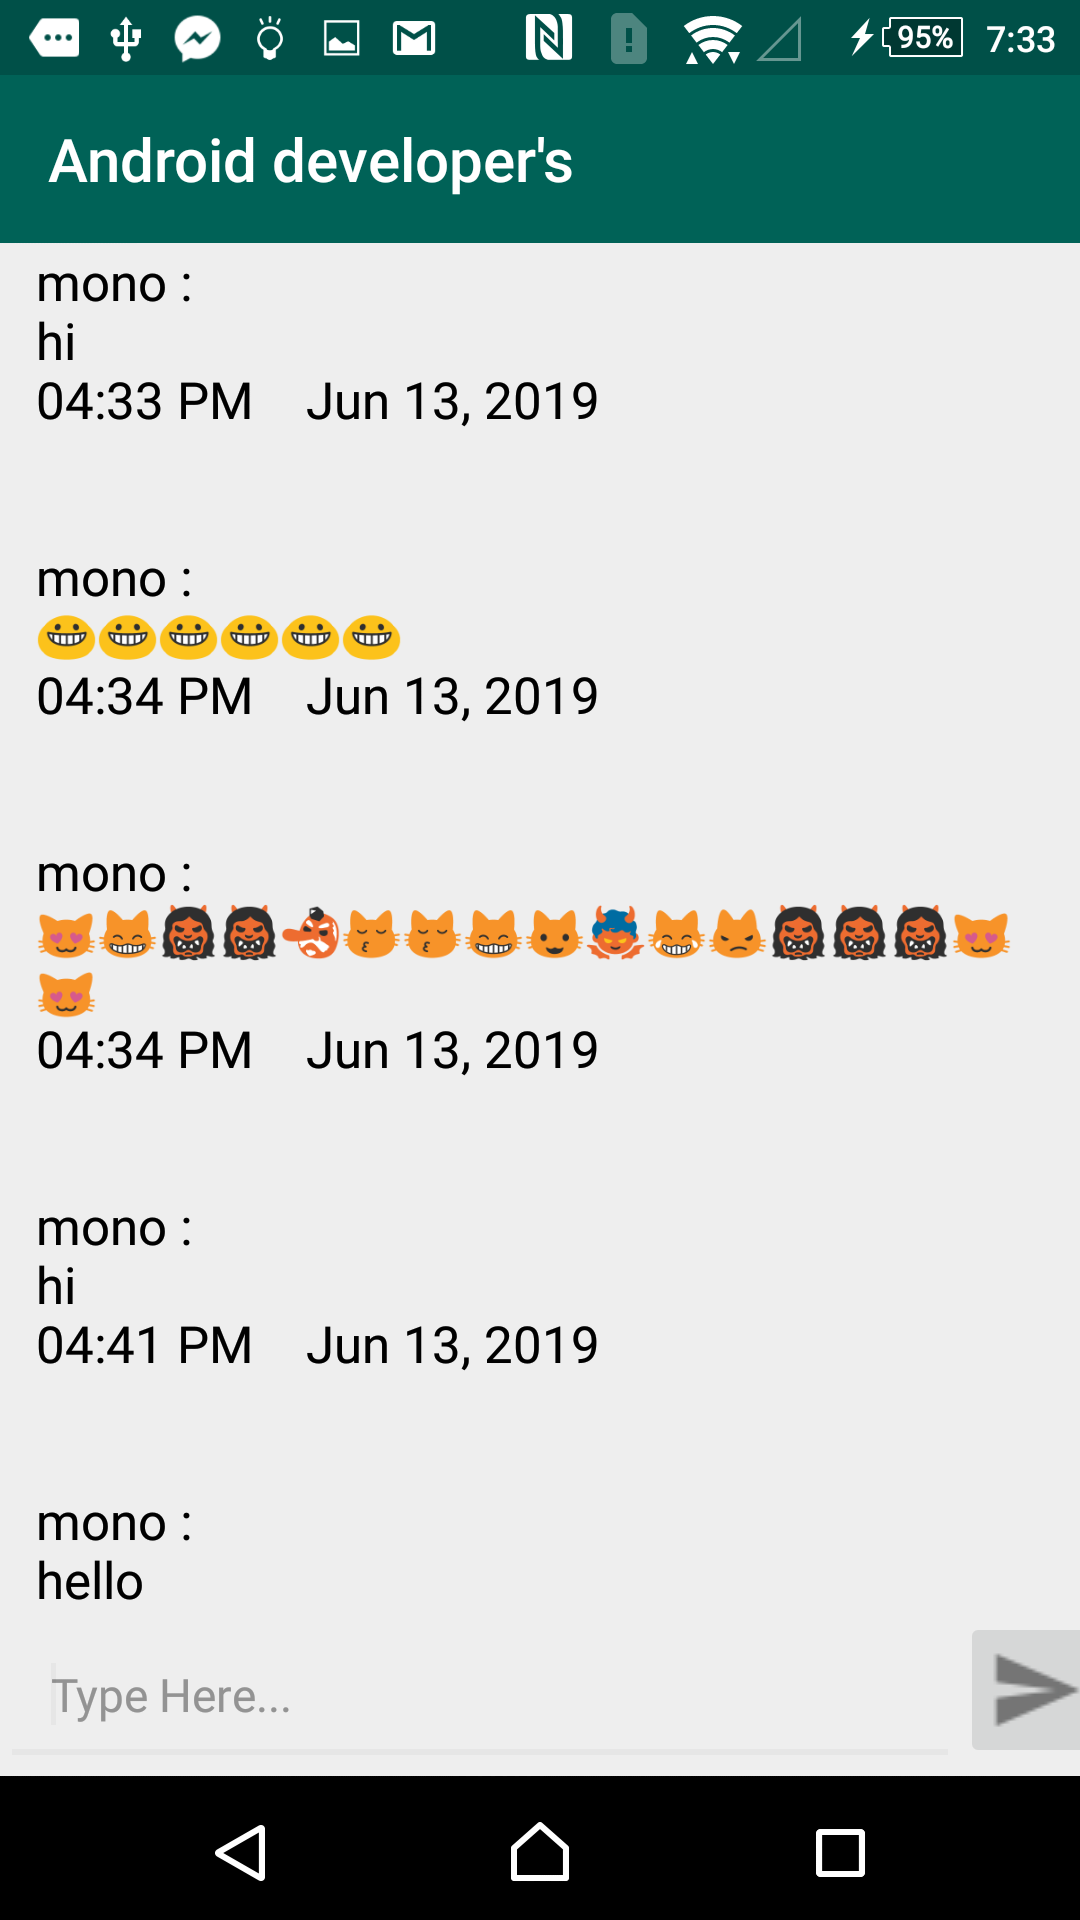 95% 7:33
Android developer's
mono :
hi
04:33 PM    Jun 13, 2019
mono :
😀😀😀😀😀😀
04:34 PM    Jun 13, 2019
mono :
😻😸👹👹👺😽😽😸😺👿😹😾👹👹👹😻
😻
04:34 PM    Jun 13, 2019
mono :
hi
04:41 PM    Jun 13, 2019
mono :
hello
Type Here...